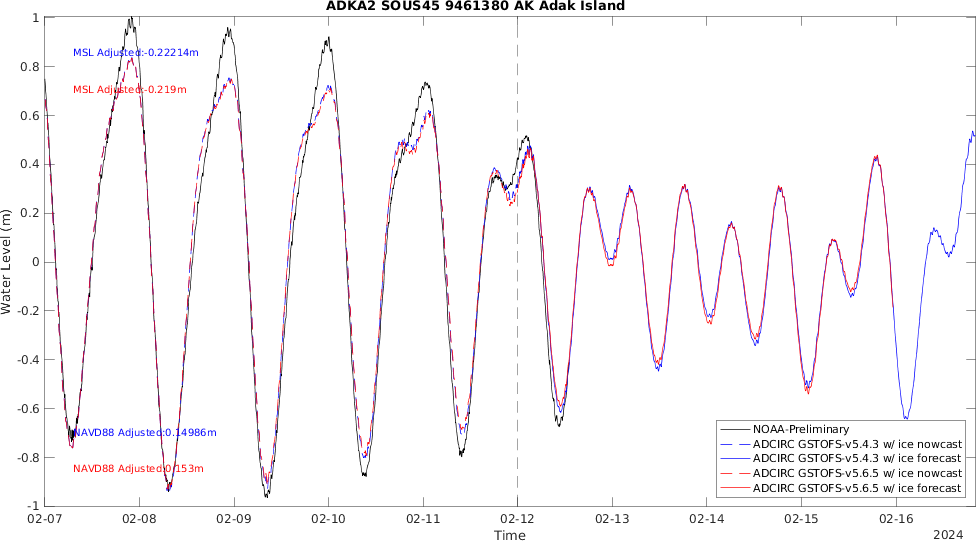 ADKA2 SOUS45 9461380 AK Adak Island
1
0.8
0.6
0.4
0.2
0
-0.2
-0.4
-0.6
-0.8
-1
Water Level (m)
MSL Adjusted:-0.22214m
MSL Adjusted:-0.219m
NAVD88 Adjusted:0.14986m
NAVD88 Adjusted:0.153m
NOAA-Preliminary
ADCIRC GSTOFS-v5.4.3 w/ ice nowcast
ADCIRC GSTOFS-v5.4.3 w/ ice forecast
ADCIRC GSTOFS-v5.6.5 w/ ice nowcast
ADCIRC GSTOFS-v5.6.5 w/ ice forecast
02-07 02-08 02-09 02-10 02-11 02-12 02-13 02-14 02-15 02-16
Time
2024